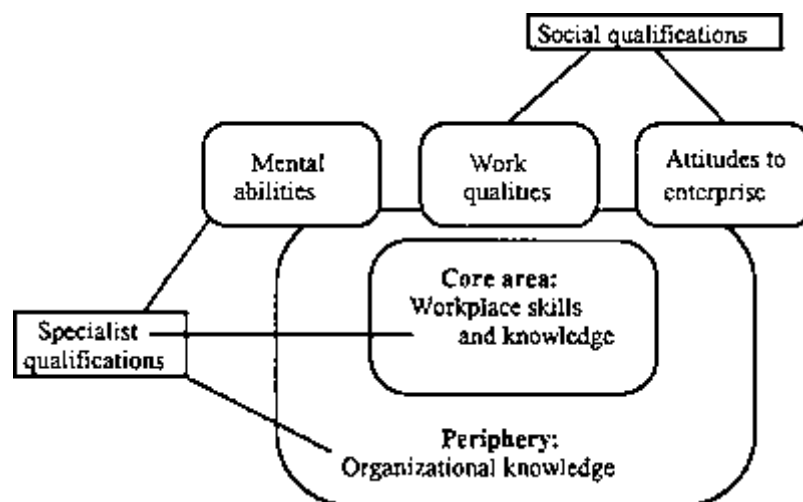 Social qualifications
Mental
abilities
Work
qualities
Attitudes to
enterprise
Core area:
Workplace skills
and knowledge
Specialist
qualifications
Periphery:
Organizational knowledge